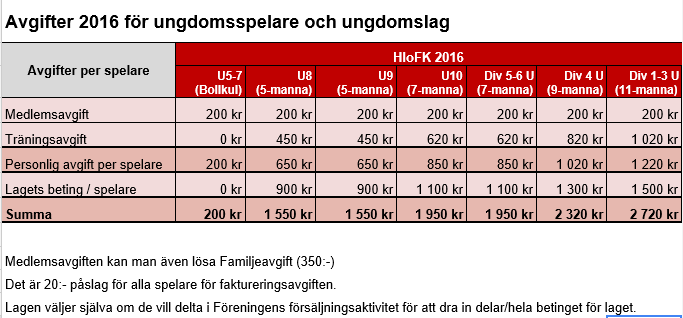 Avgifter 2016 för ungdomsspelare och ungdomslag
Avgifter per spelare HIoFK 2016
U5-7 U8 U9 U10 Div 5-6 U Div 4 U Div 1-3 U
(Bollkul) (5-manna) (5-manna) (7-manna) (7-manna) (9-manna) (11-manna)
Medlemsavgift 200 kr 200 kr 200 kr 200 kr 200 kr 200 kr 200 kr
Träningsavgift 0 kr 450 kr 450 kr 620 kr 620 kr 820 kr 1 020 kr
Personlig avgift per spelare 200 kr 650 kr 650 kr 850 kr 850 kr 1 020 kr 1 220 kr
Lagets beting / spelare 0 kr 900 kr 900 kr 1 100 kr 1 100 kr 1 300 kr 1 500 kr
Summa 200 kr 1 550 kr 1 550 kr 1 950 kr 1 950 kr 2 320 kr 2 720 kr
Medlemsavgiften kan man även lösa Familjeavgift (350:-)
Det är 20:- påslag för alla spelare för faktureringsavgiften.
Lagen väljer själva om de vill delta i Föreningens försäljningsaktivitet för att dra in delar/hela betinget för laget.